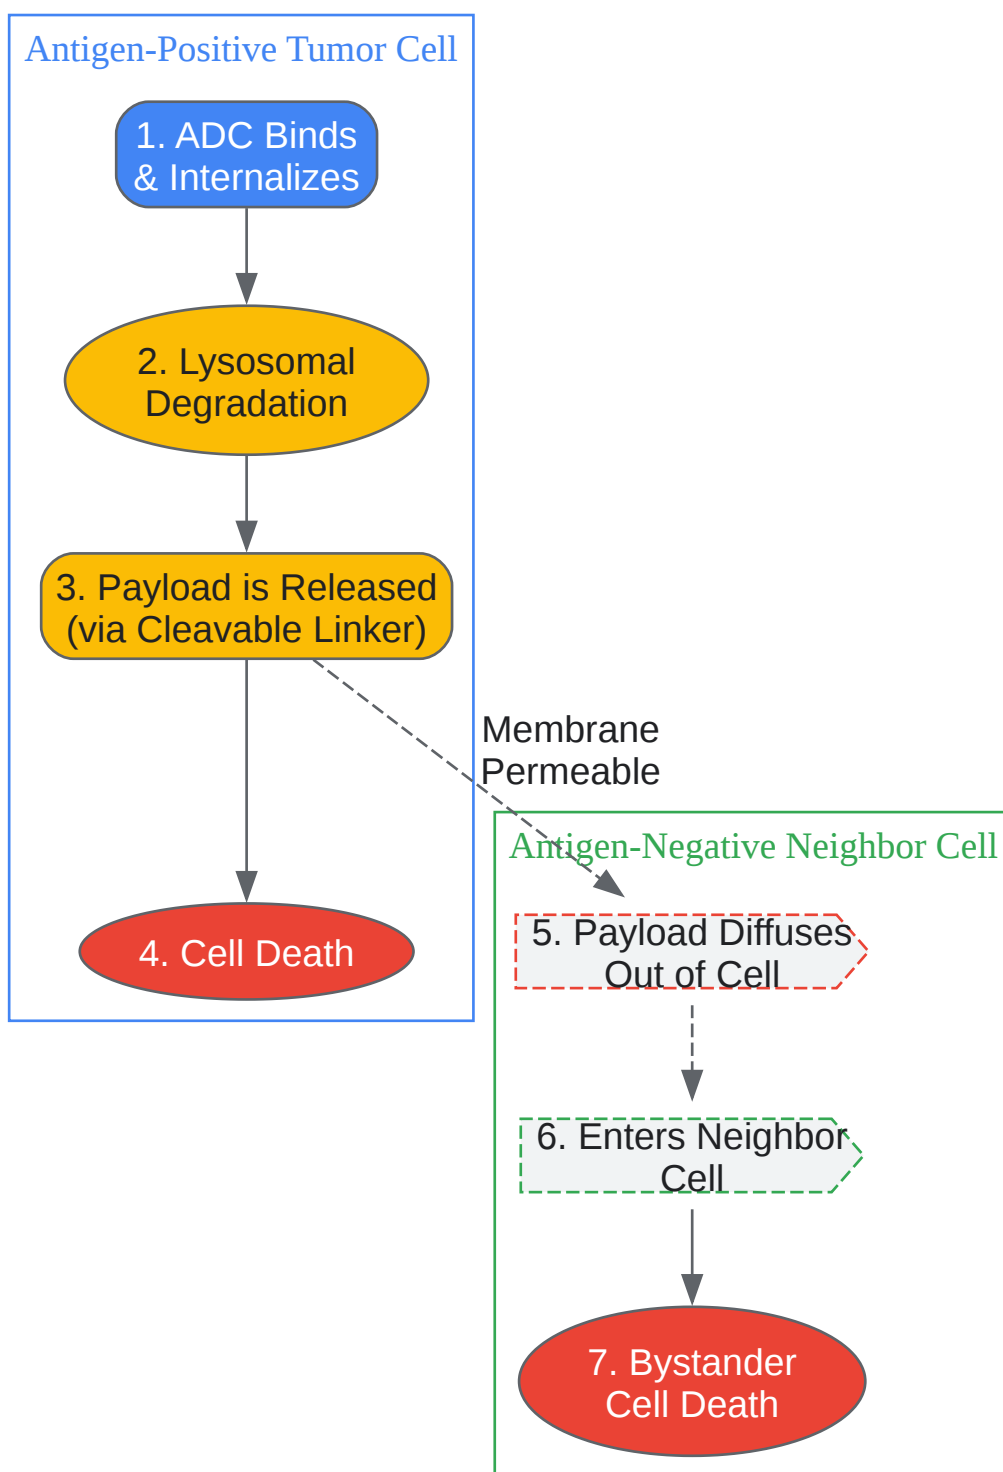 Antigen-Positive Tumor Cell
1. ADC Binds
& Internalizes
2. Lysosomal
Degradation
3. Payload is Released
(via Cleavable Linker)
4. Cell Death
Membrane
Permeable
Antigen-Negative Neighbor Cell
5. Payload Diffuses
Out of Cell
6. Enters Neighbor
Cell
7. Bystander
Cell Death